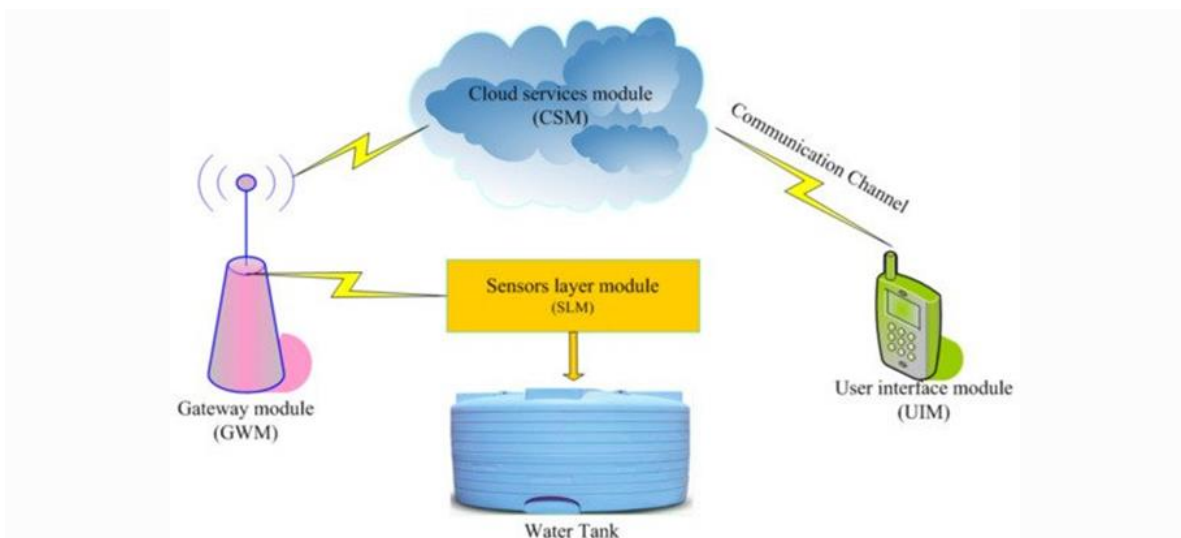 Cloud services module
(CSM)
Communication Channel
Sensors layer module
(SLM)
Gateway module
(GWM)
User interface module
(UIM)
Water Tank